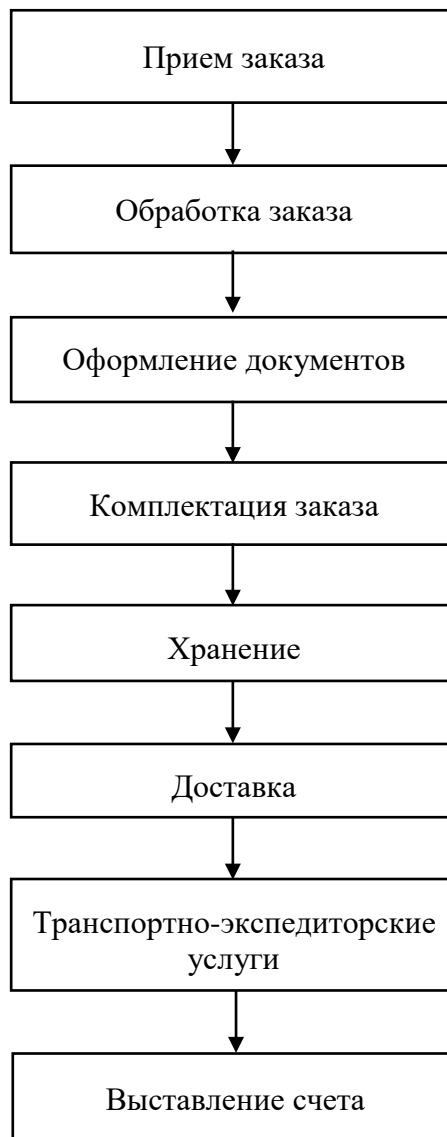 Прием заказа
Обработка заказа
Оформление документов
Комплектация заказа
Хранение
Доставка
Транспортно-экспедиторские
услуги
Выставление счета